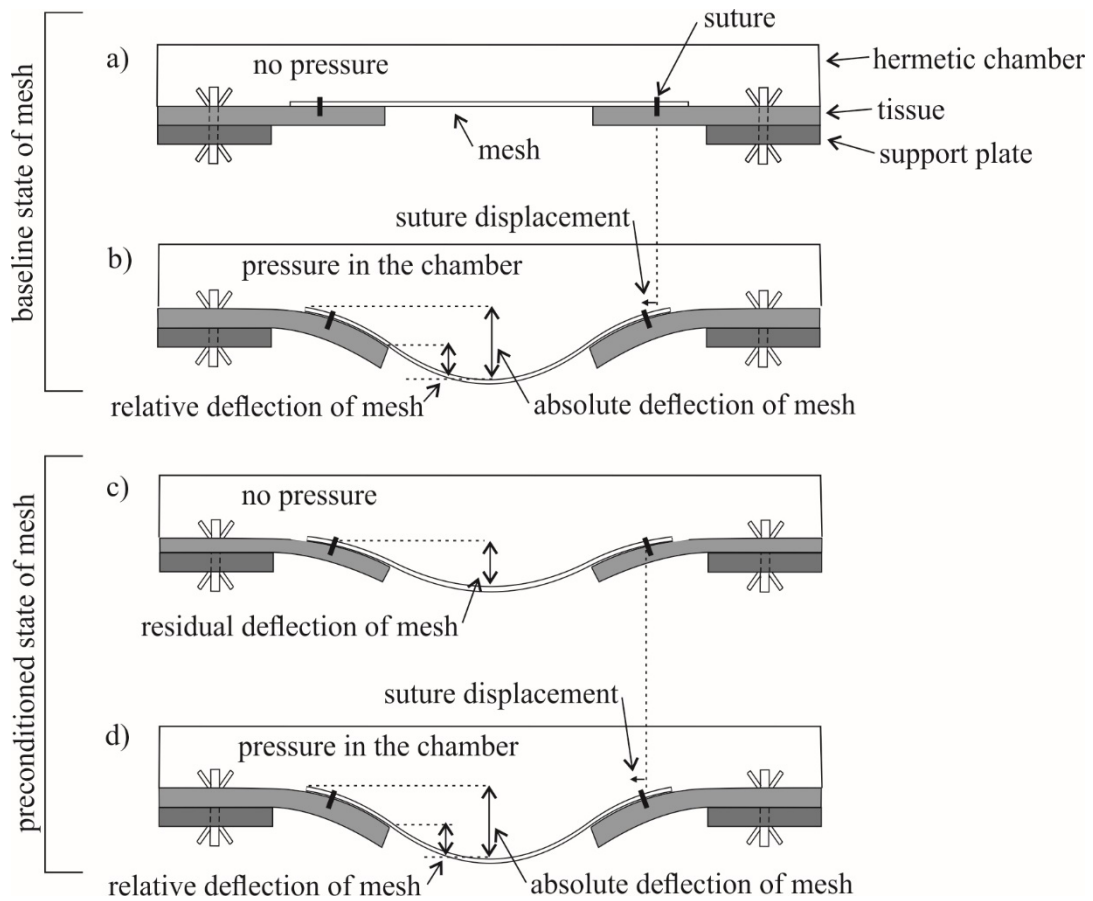 baseline state of mesh
a)
no pressure
suture
hermetic chamber
tissue
support plate
mesh
suture displacement
b)
pressure in the chamber
relative deflection of mesh
absolute deflection of mesh
preconditioned state of mesh
c)
no pressure
residual deflection of mesh
suture displacement
d)
pressure in the chamber
relative deflection of mesh
absolute deflection of mesh